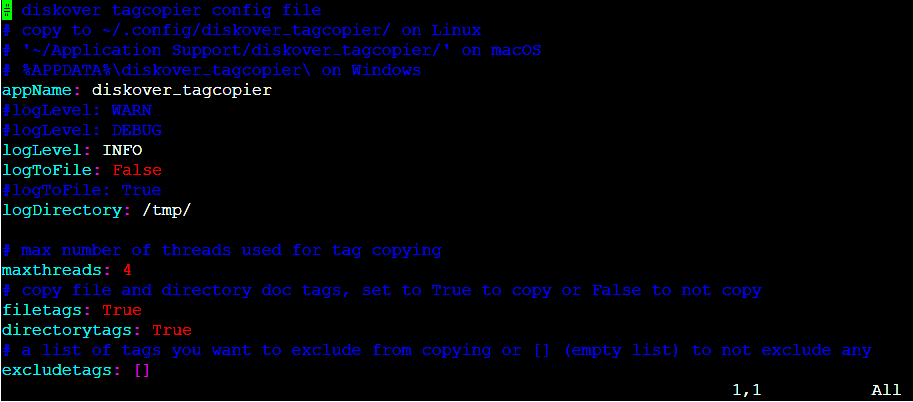 # diskover tagcopier config file
# copy to ~/.config/diskover_tagcopier/ on Linux
# '~/Application Support/diskover_tagcopier/' on macOS
# %APPDATA%\diskover_tagcopier\ on Windows
appName: diskover_tagcopier
#logLevel: WARN
#logLevel: DEBUG
logLevel: INFO
logToFile: False
#logToFile: True
logDirectory: /tmp/

# max number of threads used for tag copying
maxthreads: 4
# copy file and directory doc tags, set to True to copy or False to not copy
filetags: True
directorytags: True
# a list of tags you want to exclude from copying or [] (empty list) to not exclude any
excludetags: []
1,1 All